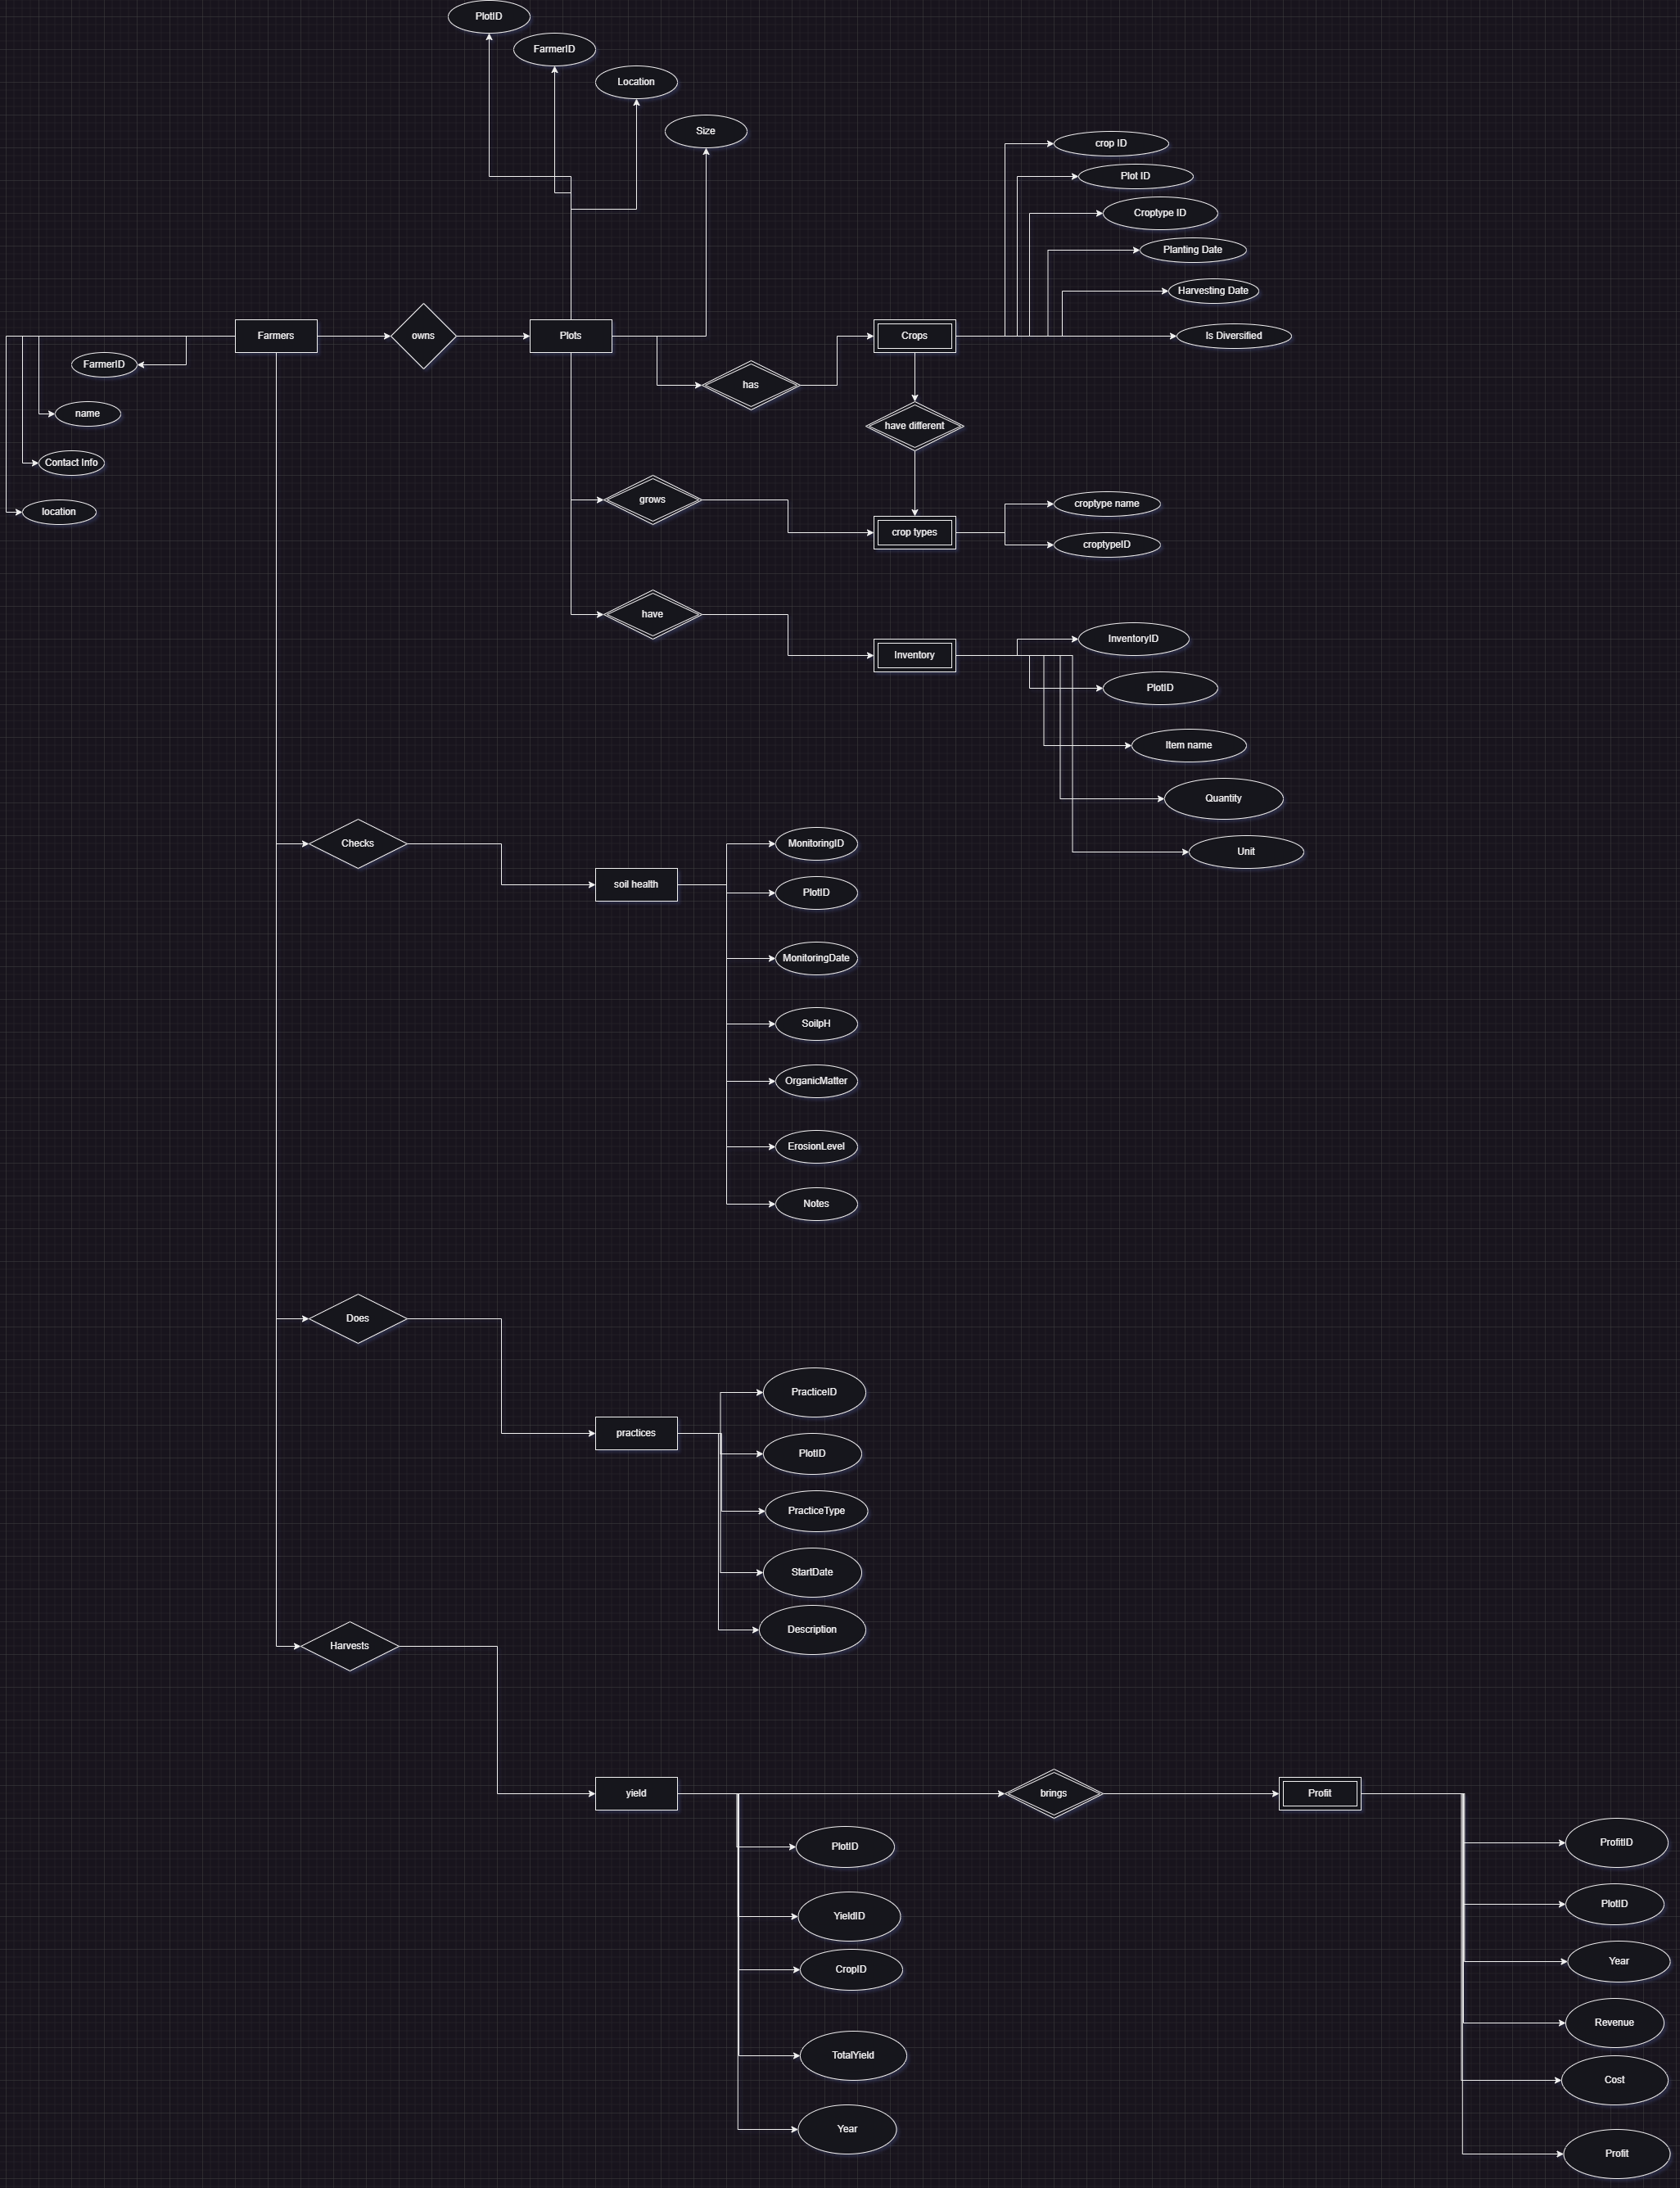 PlotID
FarmerID
Location
Size
crop ID
Plot ID
Croptype ID
Planting Date
Harvesting Date
Farmers
owns
Plots
Crops
Is Diversified
FarmerID
has
name
have different
Contact Info
grows
croptype name
location
crop types
croptypeID
have
InventoryID
Inventory
PlotID
Item name
Quantity
Checks
MonitoringID
Unit
soil health
PlotID
MonitoringDate
SoilpH
OrganicMatter
ErosionLevel
Notes
Does
PracticeID
practices
PlotID
PracticeType
StartDate
Description
Harvests
yield
brings
Profit
PlotID
ProfitID
YieldID
PlotID
CropID
Year
Revenue
TotalYield
Cost
Year
Profit